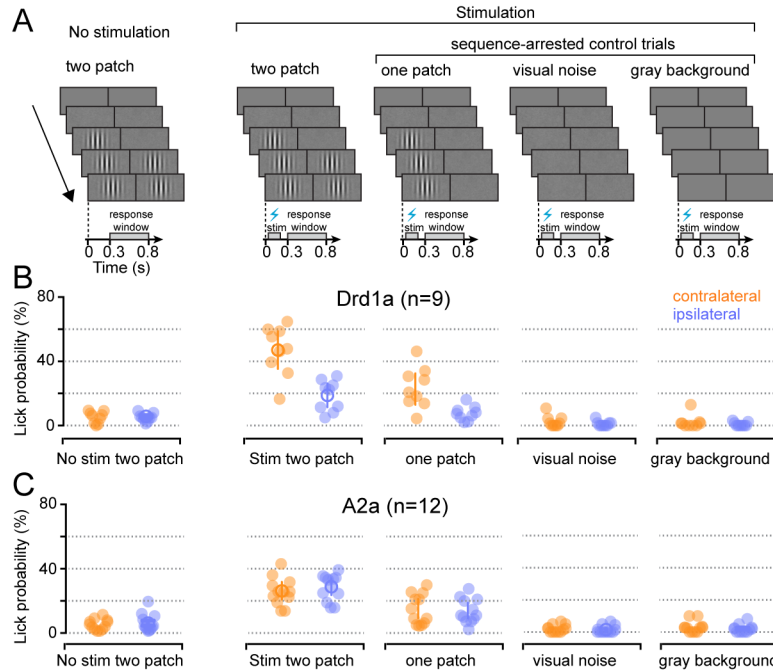 A
Stimulation
No stimulation
sequence-arrested control trials
two patch
two patch
one patch
visual noise
gray background
response
window
0 0.3 0.8
Time (s)
stim
response
window
0 0.3 0.8
stim
response
window
0 0.3 0.8
stim
response
window
0 0.3 0.8
stim
response
window
0 0.3 0.8
B
Drd1a (n=9)
contralateral
ipsilateral
Lick probability (%)
80
40
0
No stim two patch
Stim two patch
one patch
visual noise
gray background
C
A2a (n=12)
Lick probability (%)
80
40
0
No stim two patch
Stim two patch
one patch
visual noise
gray background